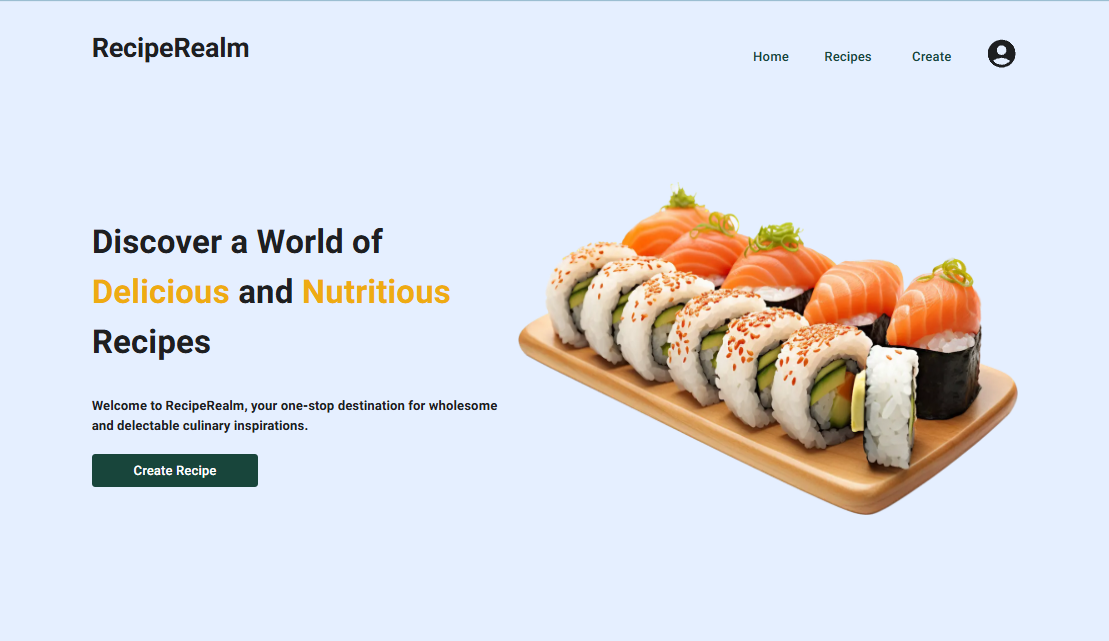 RecipeRealm
Home Recipes Create
Discover a World of
Delicious and Nutritious
Recipes
Welcome to RecipeRealm, your one-stop destination for wholesome
and delectable culinary inspirations.
Create Recipe